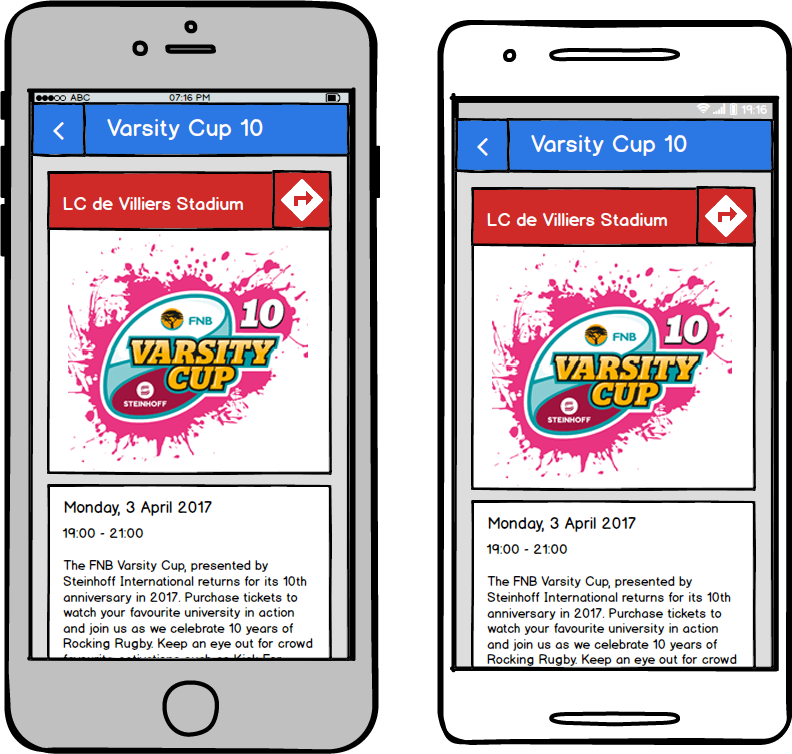 ABC 07:16 PM
Varsity Cup 10
LC de Villiers Stadium
10
FNB
VARSITY
CUP
STEINHOFF
Monday, 3 April 2017
19:00 - 21:00
The FNB Varsity Cup, presented by
Steinhoff International returns for its 10th
anniversary in 2017. Purchase tickets to
watch your favourite university in action
and join us as we celebrate 10 years of
Rocking Rugby. Keep an eye out for crowd
19:16
Varsity Cup 10
LC de Villiers Stadium
10
FNB
VARSITY
CUP
STEINHOFF
Monday, 3 April 2017
19:00 - 21:00
The FNB Varsity Cup, presented by
Steinhoff International returns for its 10th
anniversary in 2017. Purchase tickets to
watch your favourite university in action
and join us as we celebrate 10 years of
Rocking Rugby. Keep an eye out for crowd